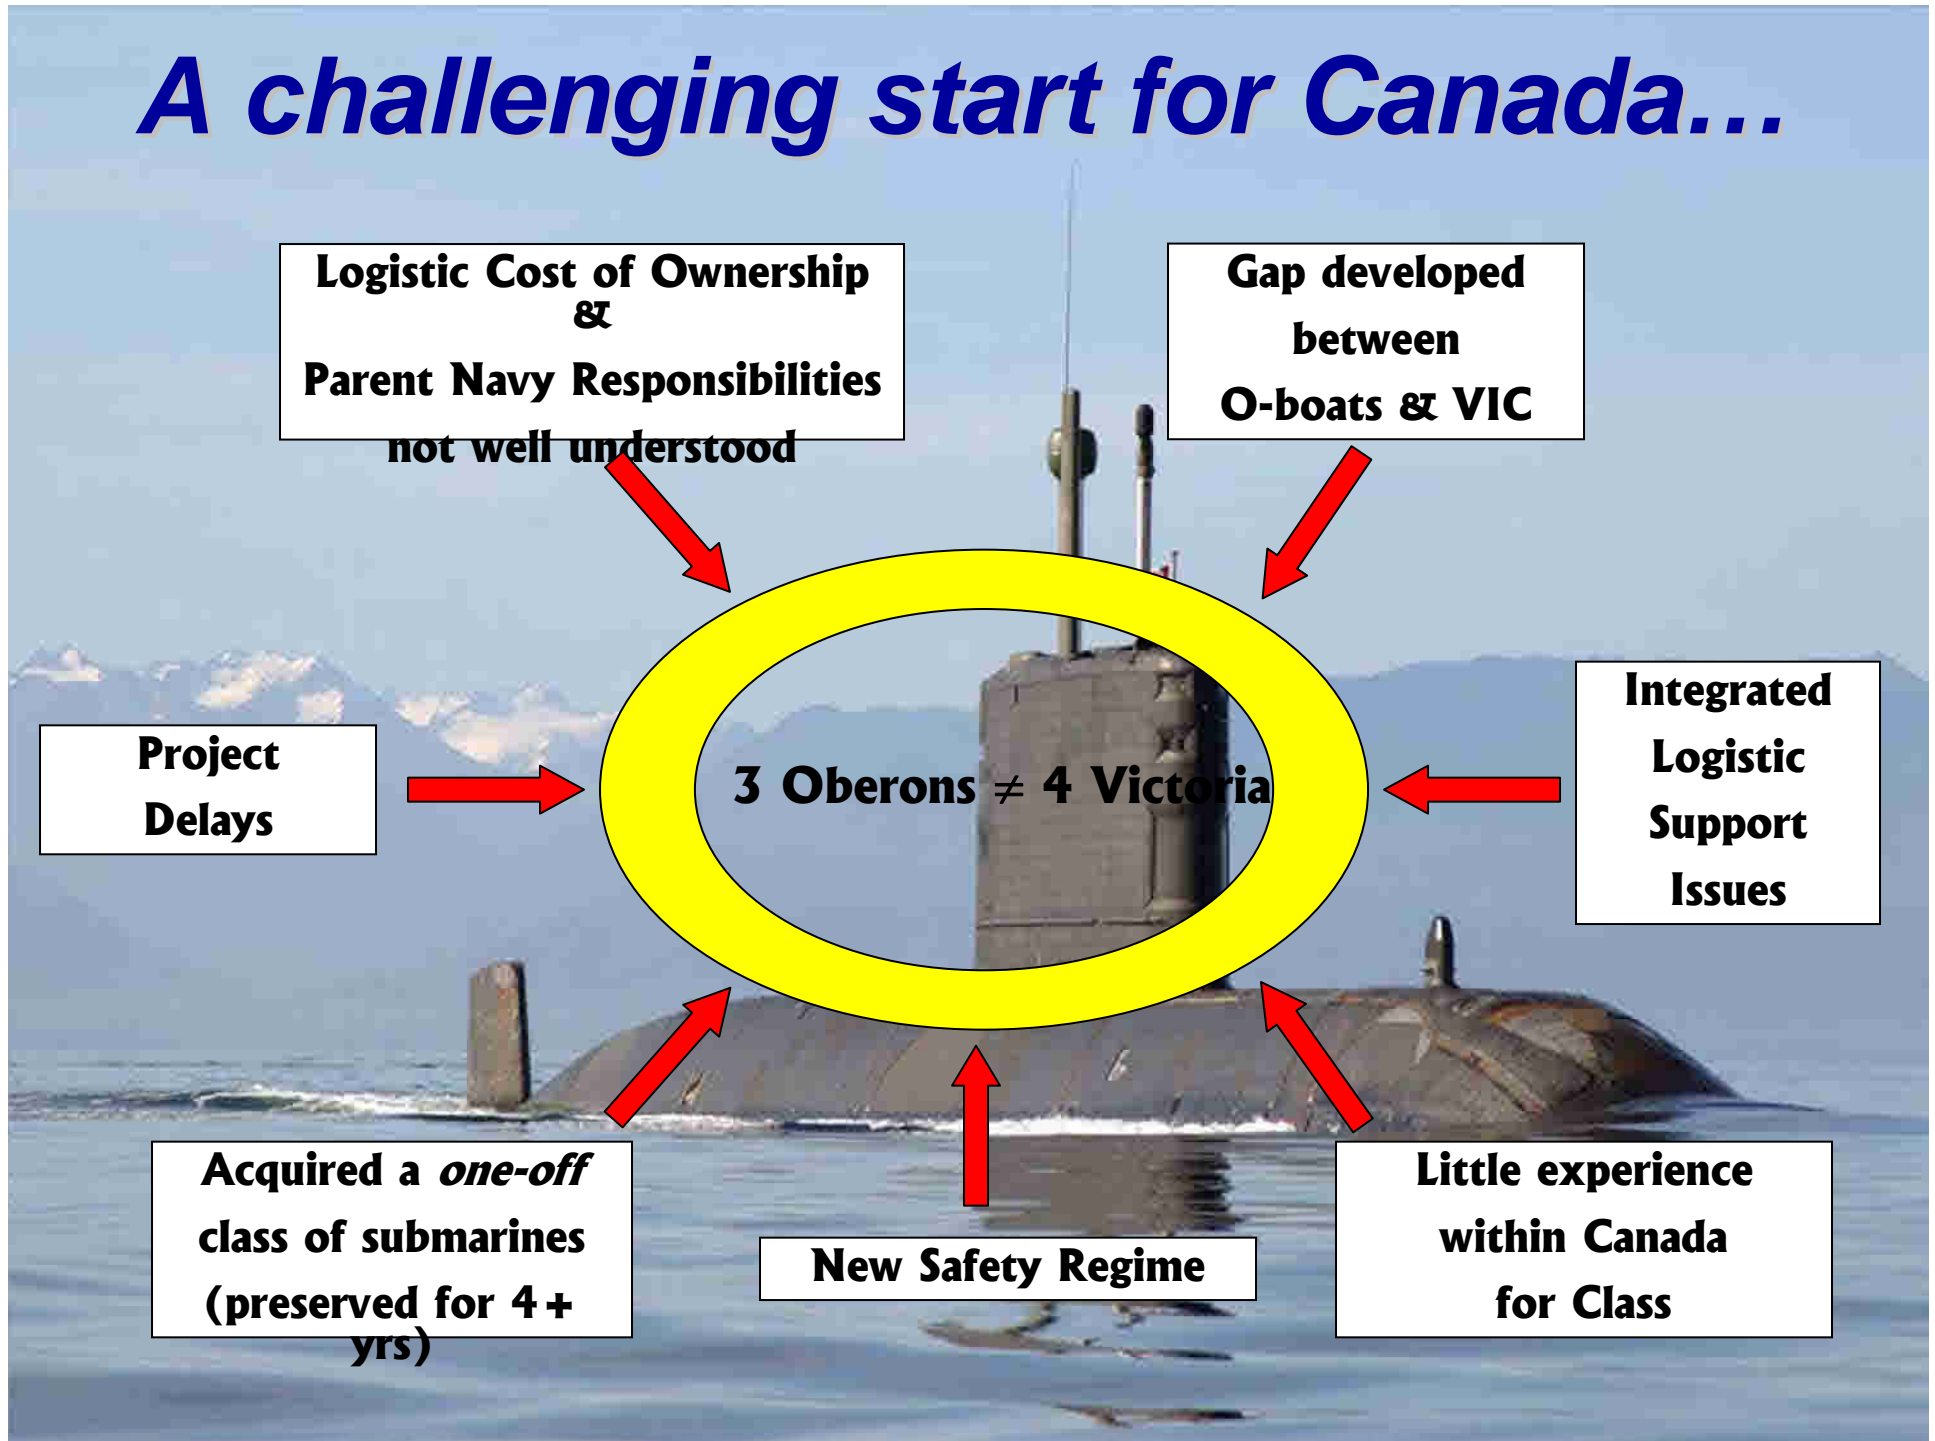 A challenging start for Canada…
Logistic Cost of Ownership
&
Parent Navy Responsibilities
not well understood
Gap developed
between
O-boats & VIC
Project
Delays
3 Oberons ≠ 4 Victoria
Integrated
Logistic
Support
Issues
Acquired a one-off
class of submarines
(preserved for 4+
yrs)
New Safety Regime
Little experience
within Canada
for Class